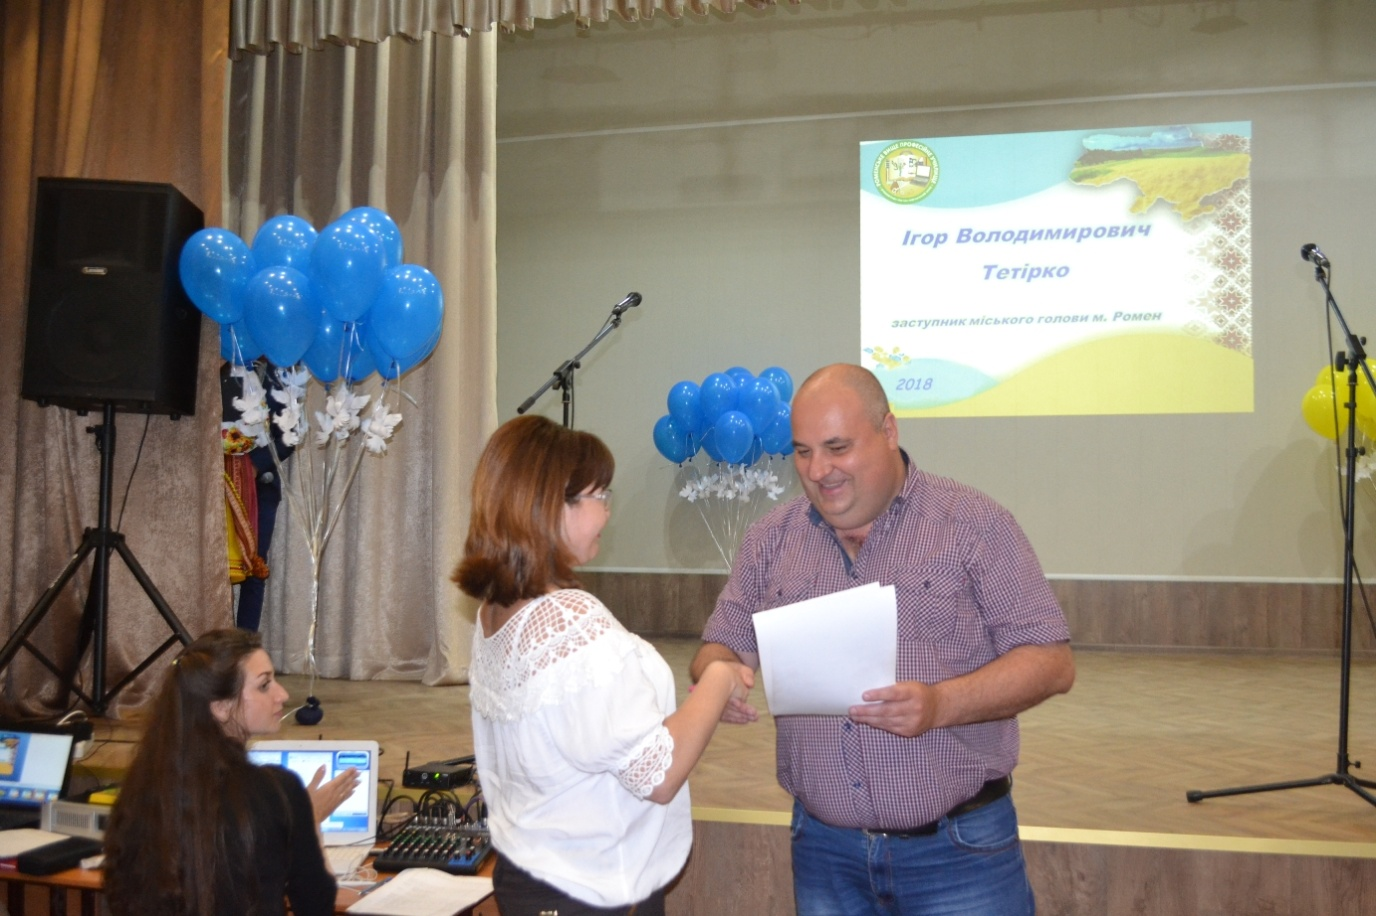 Ігор Володимирович
Тетірко
заступник міського голови м. Ромен
2018